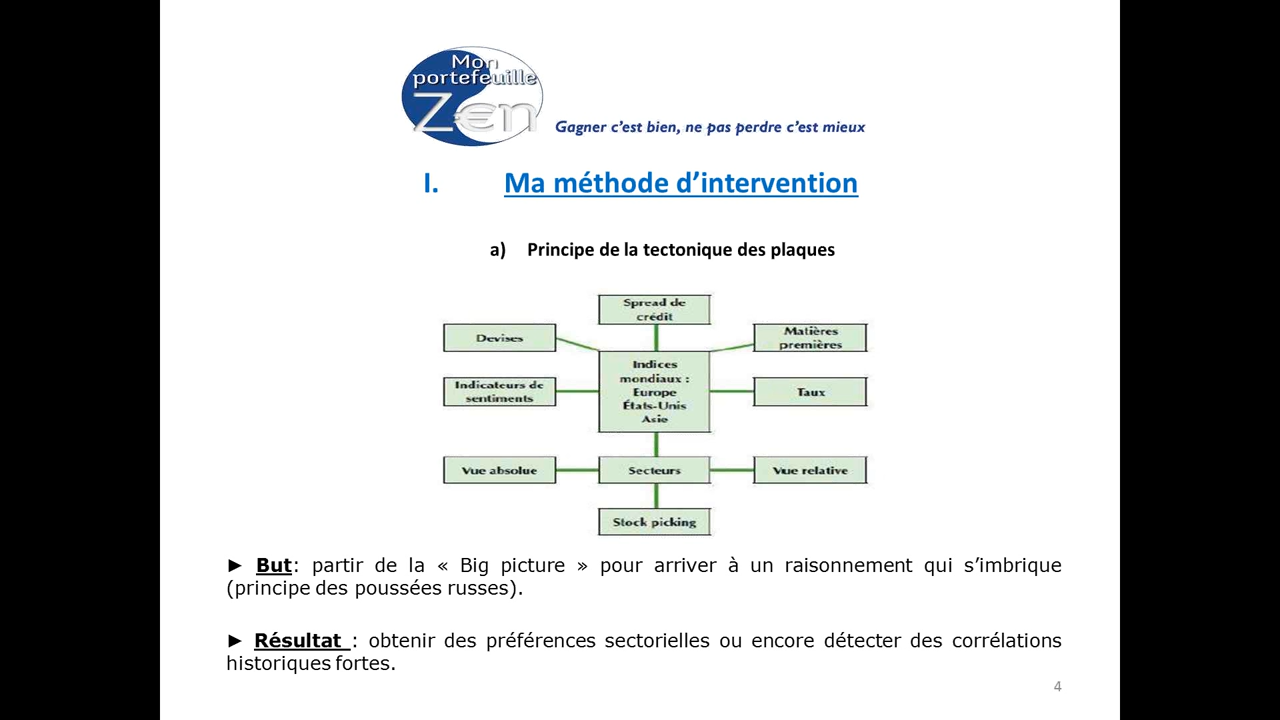 Mon
portefeuille
Z€n
Gagner c’est bien, ne pas perdre c’est mieux
I. Ma méthode d’intervention
a) Principe de la tectonique des plaques
Spread de
crédit
Devises
Matières
premières
Indices
mondiaux :
Europe
États-Unis
Asie
Indicateurs de
sentiments
Taux
Vue absolue
Secteurs
Vue relative
Stock picking
► But: partir de la « Big picture » pour arriver à un raisonnement qui s’imbrique
(principe des poussées russes).
► Résultat : obtenir des préférences sectorielles ou encore détecter des corrélations
historiques fortes.
4